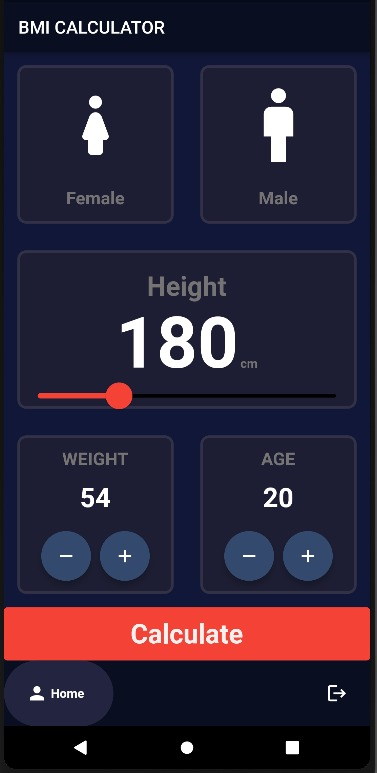 BMI CALCULATOR
Female
Male
Height
180 cm
WEIGHT
54
AGE
20
Calculate
Home